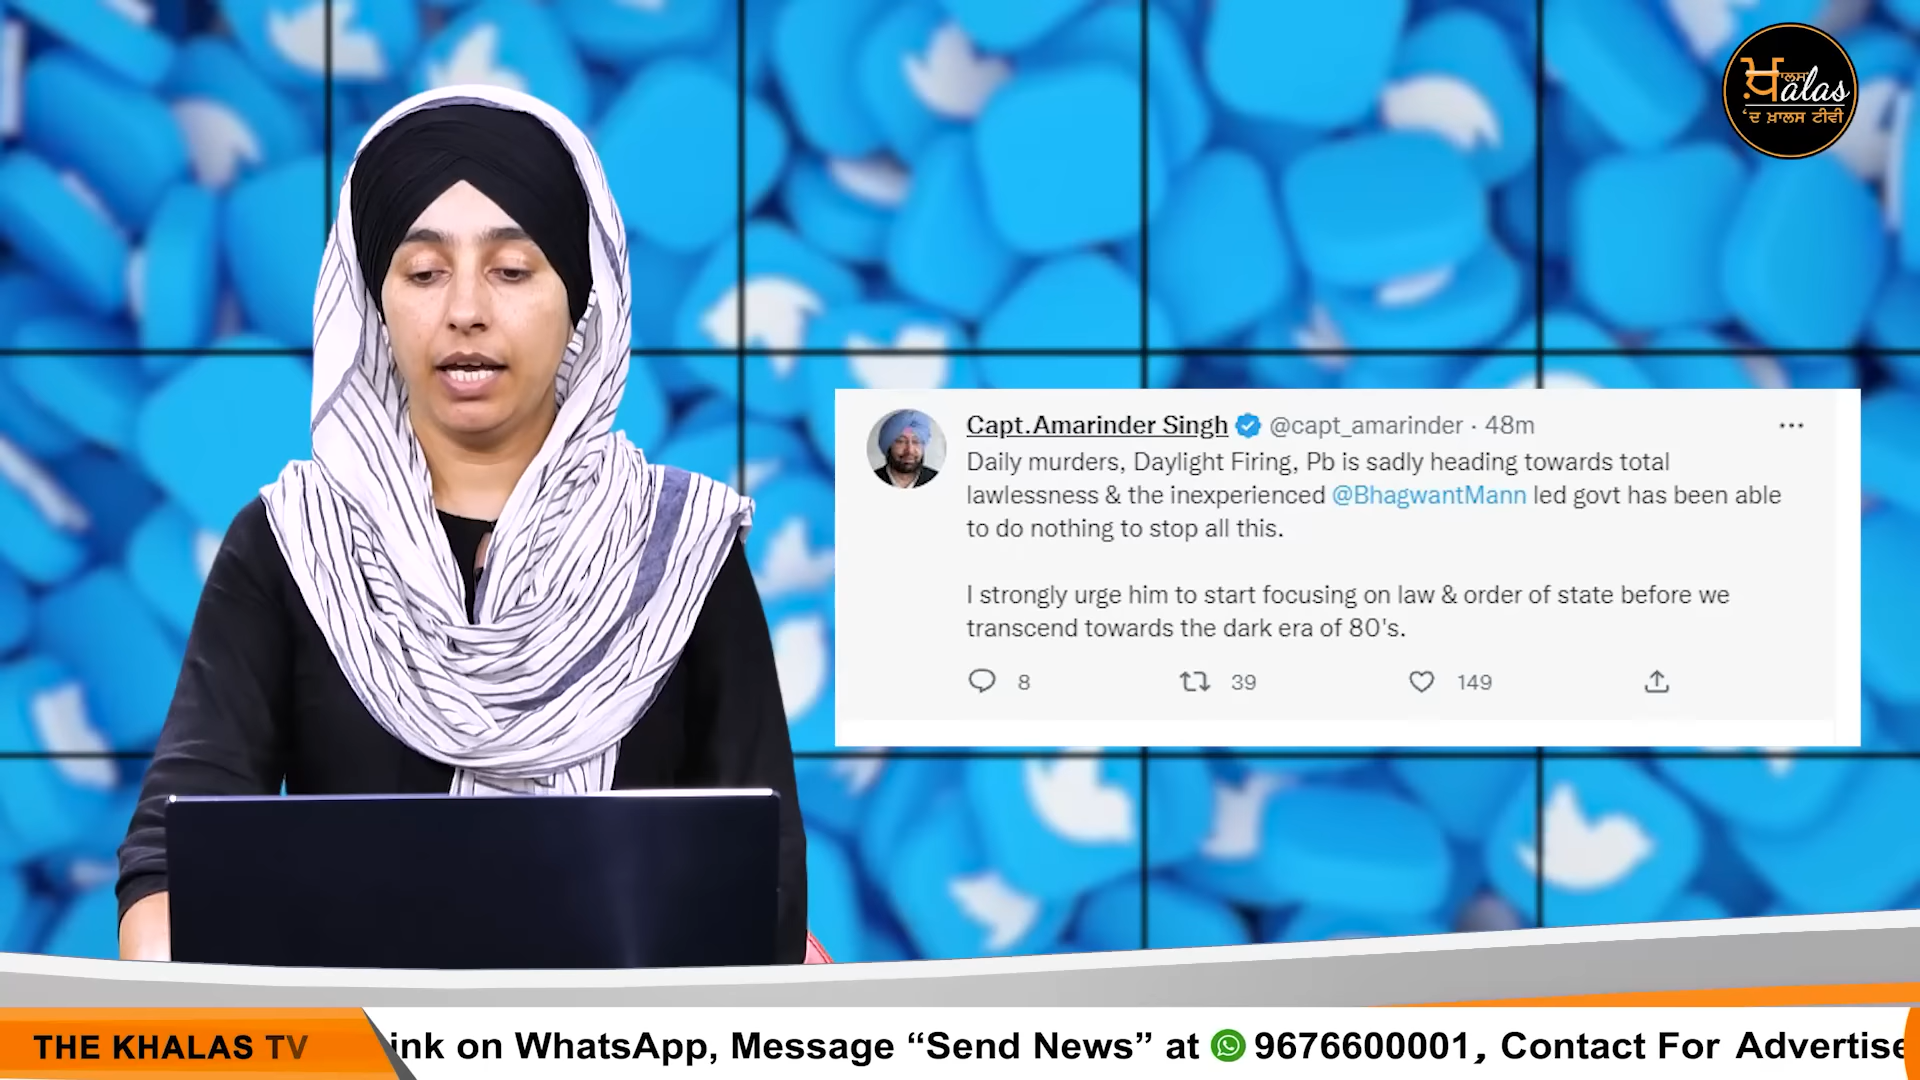 ਖ਼ਾਲਸ
alas
'ਦ ਖ਼ਾਲਸ ਟੀਵੀ
Capt.Amarinder Singh @capt_amarinder · 48m
Daily murders, Daylight Firing, Pb is sadly heading towards total
lawlessness & the inexperienced @BhagwantMann led govt has been able
to do nothing to stop all this.
I strongly urge him to start focusing on law & order of state before we
transcend towards the dark era of 80's.
8 39 149
THE KHALAS TV
ink on WhatsApp, Message “Send News” at 9676600001, Contact For Advertise